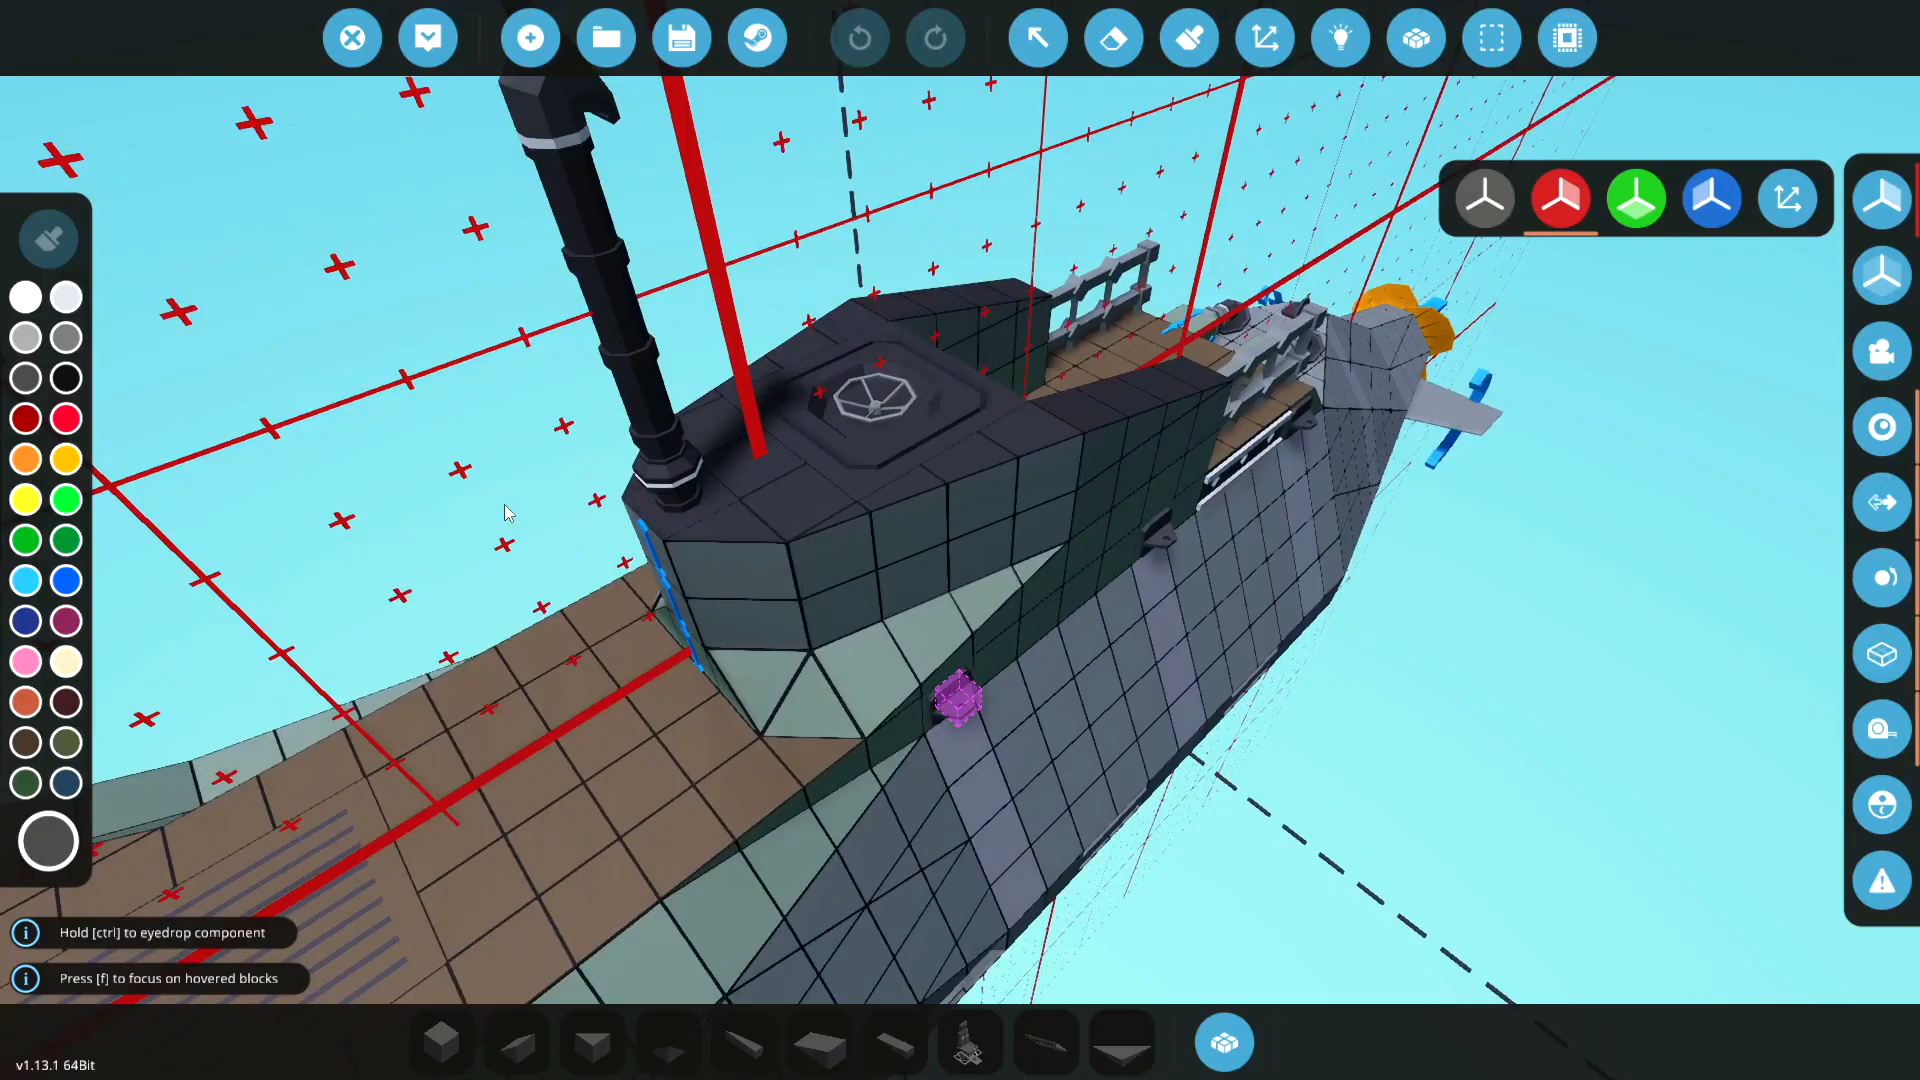 Hold [ctrl] to eyedrop component
Press [f] to focus on hovered blocks
v1.13.1 64Bit